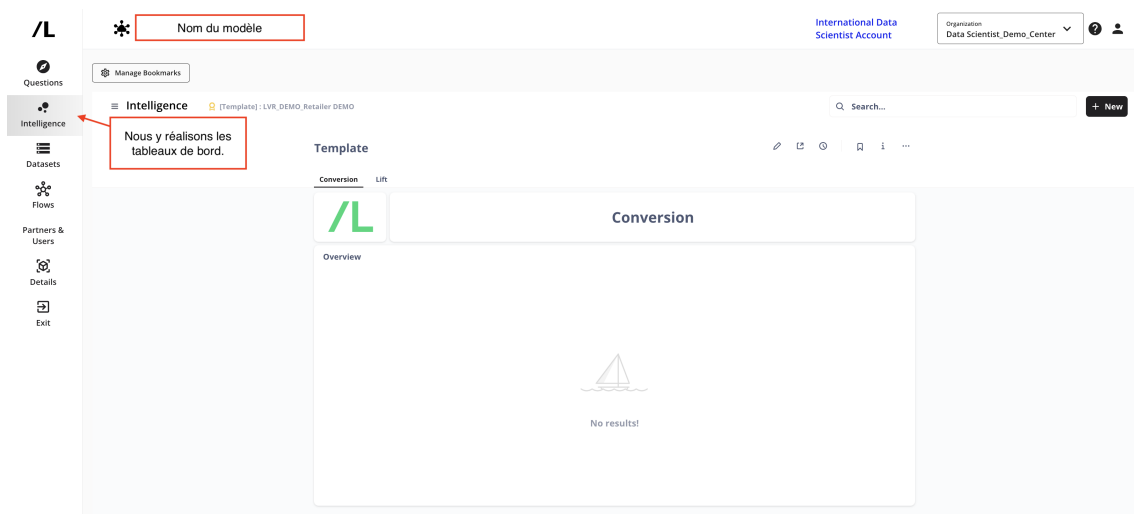 /L
Nom du modèle
International Data
Scientist Account
Organization
Data Scientist_Demo_Center
Questions
Intelligence
Datasets
Flows
Partners &
Users
Details
Exit
Manage Bookmarks
Intelligence
[Template] : LVR_DEMO_Retailer DEMO
Search...
+ New
Nous y réalisons les
tableaux de bord.
Template
Conversion Lift
/L
Conversion
Overview
No results!